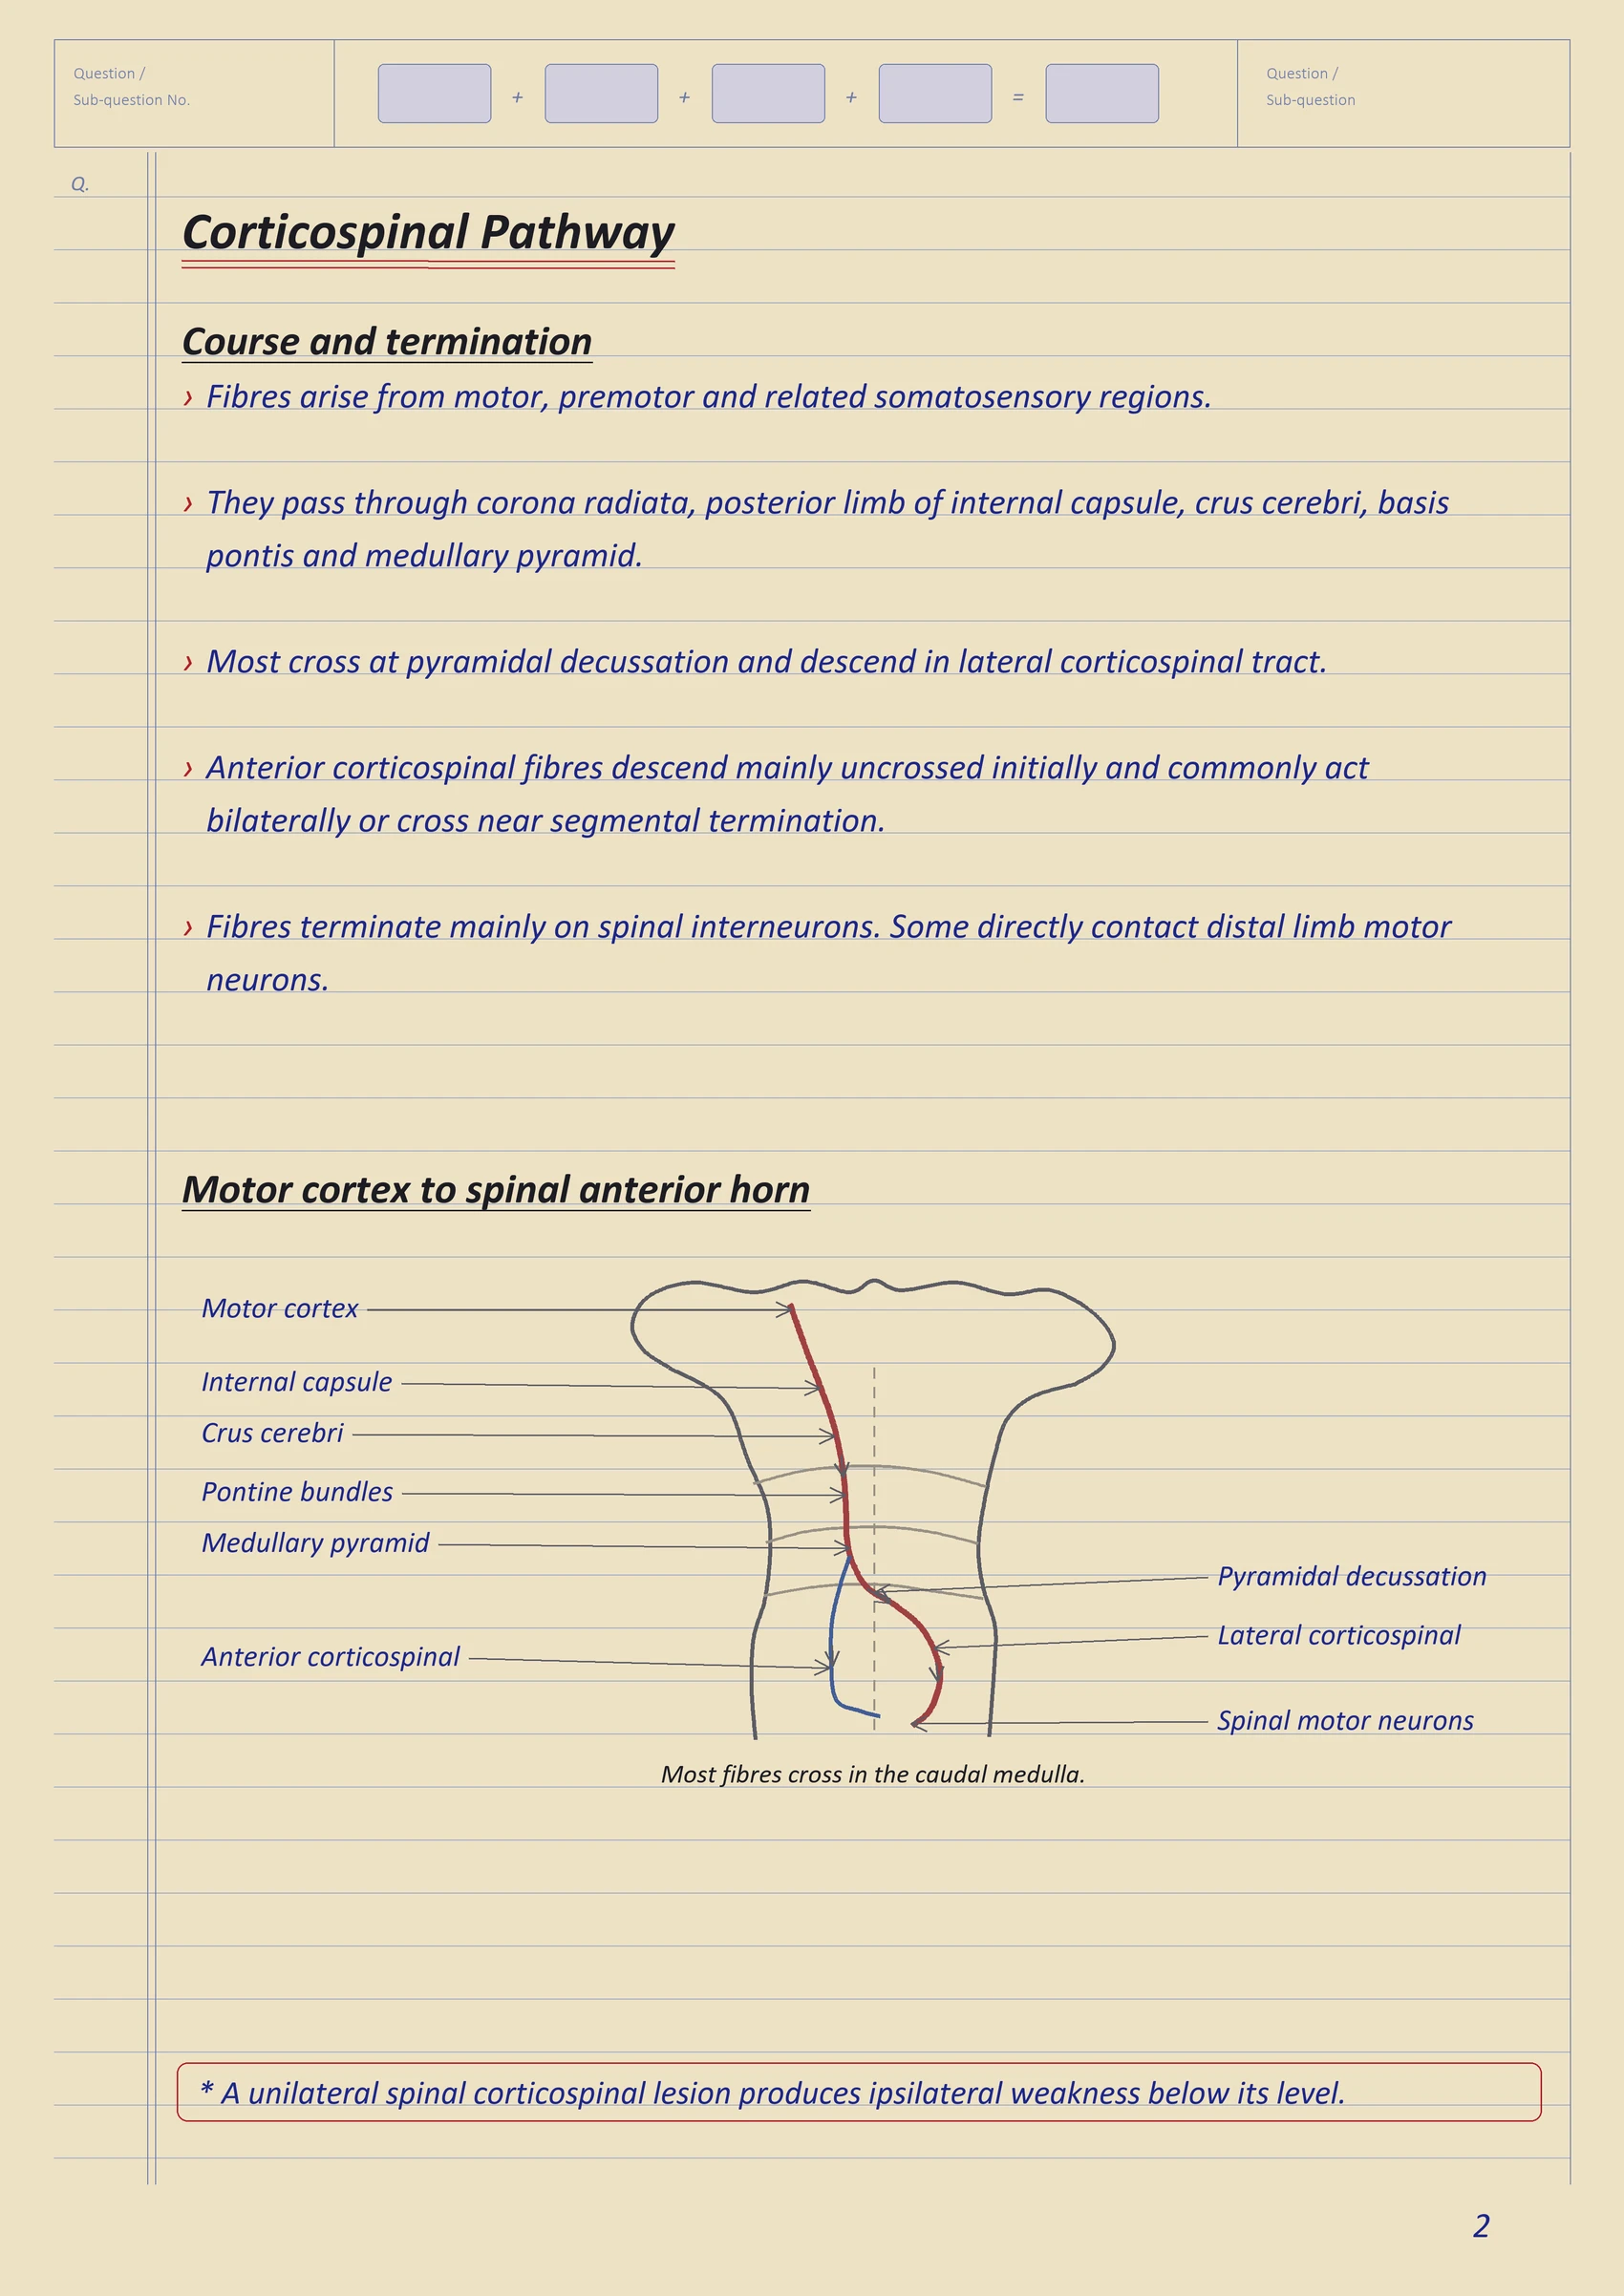 Question /
Sub-question No.
+ + + =
Question /
Sub-question
Q.
Corticospinal Pathway
Course and termination
› Fibres arise from motor, premotor and related somatosensory regions.
› They pass through corona radiata, posterior limb of internal capsule, crus cerebri, basis
pontis and medullary pyramid.
› Most cross at pyramidal decussation and descend in lateral corticospinal tract.
› Anterior corticospinal fibres descend mainly uncrossed initially and commonly act
bilaterally or cross near segmental termination.
› Fibres terminate mainly on spinal interneurons. Some directly contact distal limb motor
neurons.
Motor cortex to spinal anterior horn
Motor cortex
Internal capsule
Crus cerebri
Pontine bundles
Medullary pyramid
Pyramidal decussation
Lateral corticospinal
Anterior corticospinal
Spinal motor neurons
Most fibres cross in the caudal medulla.
* A unilateral spinal corticospinal lesion produces ipsilateral weakness below its level.
2